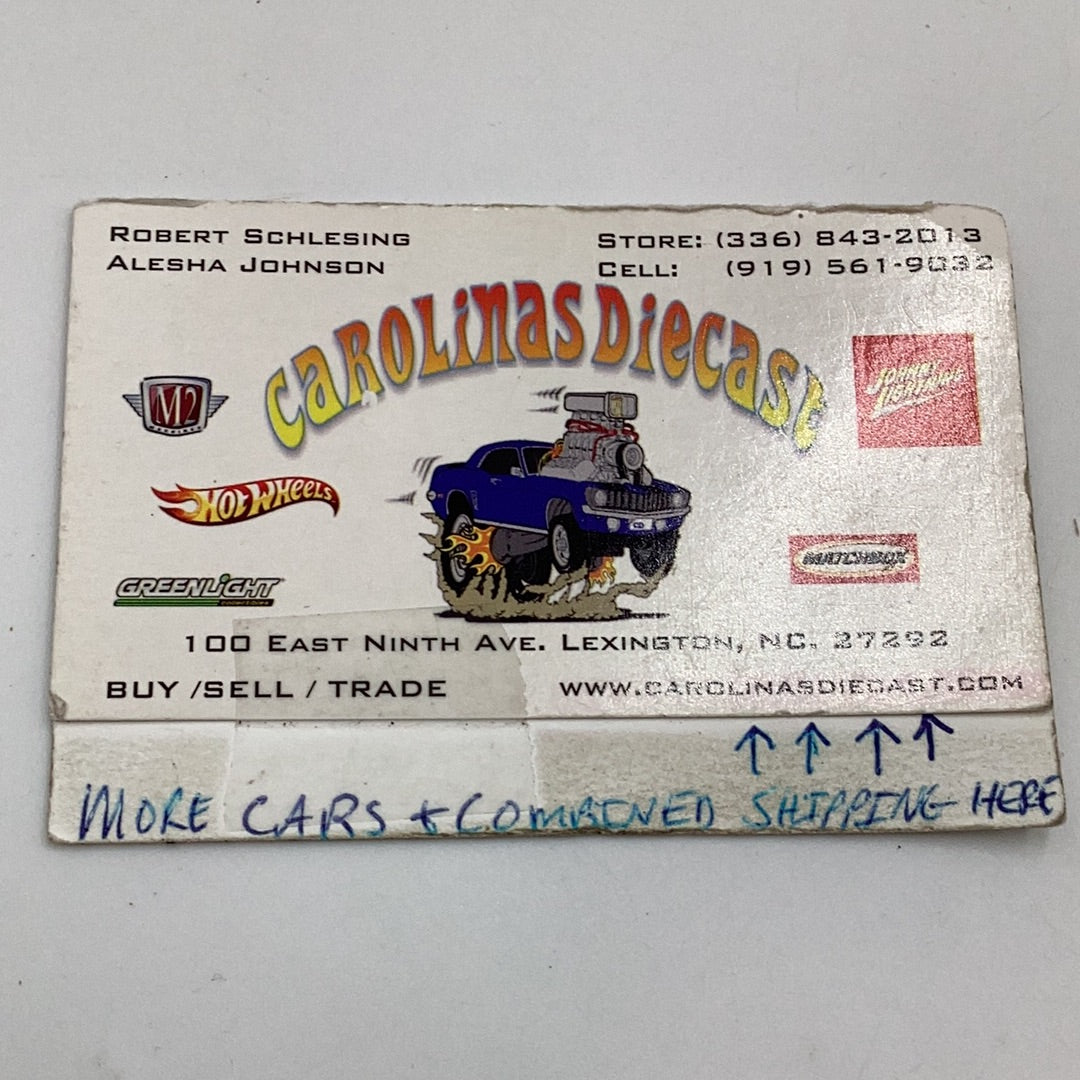 ROBERT SCHLESING
ALESHA JOHNSON
STORE: (336) 843-2013
CELL: (919) 561-9032
CAROLINAS DIECAST
M2
MACHINES
JOHNNY LIGHTNING
HOT WHEELS
MATCHBOX
GREENLIGHT
COLLECTIBLES
100 EAST NINTH AVE. LEXINGTON, NC. 27292
BUY /SELL / TRADE
WWW.CAROLINASDIECAST.COM
MORE CARS + COMBINED SHIPPING HERE